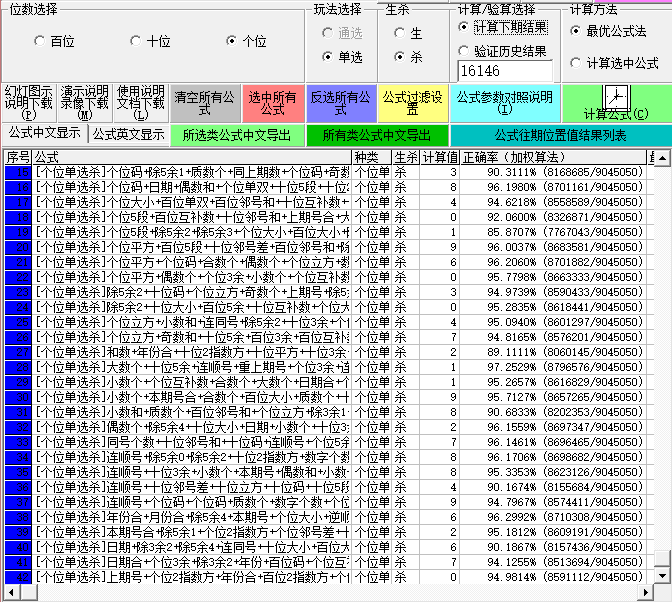 位数选择
百位 十位 个位
玩法选择
通选
单选
生杀
生
杀
计算/验算选择
计算下期结果
验证历史结果
16146
计算方法
最优公式法
计算选中公式
幻灯图示说明下载(P) 演示说明录像下载(M) 使用说明文档下载(L) 清空所有公式 选中所有公式 反选所有公式 公式过滤设置 公式参数对照说明(I) 计算公式(C)
公式中文显示 公式英文显示 所选类公式中文导出 所有类公式中文导出 公式往期位置值结果列表
序号 公式 种类 生杀 计算值 正确率（加权算法）
[个位单选杀]个位码+除5余1+质数个+同上期数+个位码+奇数 个位单 杀 3 90.3111% (8168685/9045050)
[个位单选杀]个位码+日期+偶数和+个位单双+十位5段+十位 个位单 杀 8 96.1980% (8701161/9045050)
[个位单选杀]个位大小+百位单双+百位邻号和+十位互补数+ 个位单 杀 4 94.6218% (8558589/9045050)
[个位单选杀]个位5段+百位互补数+十位邻号和+上期号合+大 个位单 杀 0 92.0600% (8326871/9045050)
[个位单选杀]个位5段+除5余2+除5余3+个位大小+百位大小+ 个位单 杀 1 85.8707% (7767043/9045050)
[个位单选杀]个位平方+百位5段+十位邻号差+百位邻号和+除 个位单 杀 9 96.0037% (8683581/9045050)
[个位单选杀]个位平方+个位码+合数个+偶数个+个位立方+ 个位单 杀 6 96.2060% (8701882/9045050)
[个位单选杀]个位平方+偶数个+个位3余+小数个+个位互补数 个位单 杀 0 95.7798% (8663333/9045050)
[个位单选杀]除5余2+十位码+个位立方+奇数个+上期号+除5 个位单 杀 3 94.9739% (8590433/9045050)
[个位单选杀]除5余2+十位大小+百位5余+十位互补数+个位大 个位单 杀 0 95.2835% (8618441/9045050)
[个位单选杀]个位立方+小数和+连同号+除5余2+十位3余+个 个位单 杀 4 95.0940% (8601297/9045050)
[个位单选杀]个位立方+奇数和+十位5余+百位3余+百位互补 个位单 杀 7 94.8165% (8576201/9045050)
[个位单选杀]和数+年份合+十位2指数方+十位平方+十位3余 个位单 杀 2 89.1111% (8060145/9045050)
[个位单选杀]大数个+十位5余+连顺号+重上期号+个位3余+连 个位单 杀 1 97.2529% (8796576/9045050)
[个位单选杀]小数个+个位互补数+合数个+大数个+日期合+个 个位单 杀 1 95.2657% (8616829/9045050)
[个位单选杀]小数个+本期号合+合数个+百位大小+质数个+十 个位单 杀 9 95.7127% (8657265/9045050)
[个位单选杀]小数和+质数个+百位邻号和+个位立方+除3余1 个位单 杀 8 90.6833% (8202353/9045050)
[个位单选杀]偶数个+除5余4+十位大小+日期+小数个+十位3 个位单 杀 2 96.1559% (8697347/9045050)
[个位单选杀]同号个数+十位邻号和+十位码+连顺号+个位5余 个位单 杀 7 96.1461% (8696465/9045050)
[个位单选杀]连顺号+除5余0+除5余2+十位2指数方+数字个数 个位单 杀 8 96.1706% (8698682/9045050)
[个位单选杀]连顺号+十位3余+小数个+本期号+偶数和+小数 个位单 杀 8 95.3353% (8623126/9045050)
[个位单选杀]连顺号+十位邻号差+十位立方+十位码+十位5段 个位单 杀 4 90.1674% (8155684/9045050)
[个位单选杀]连顺号+个位码+个位码+质数个+数字个数+个位 个位单 杀 9 94.7967% (8574411/9045050)
[个位单选杀]年份合+月份合+除5余4+本期号+个位大小+逆顺 个位单 杀 6 96.2992% (8710308/9045050)
[个位单选杀]本期号合+除5余1+个位2指数方+个位邻号差+十 个位单 杀 2 95.1812% (8609191/9045050)
[个位单选杀]日期+除3余2+除5余4+连同号+十位大小+百位大 个位单 杀 6 90.1867% (8157436/9045050)
[个位单选杀]日期合+个位3余+除3余2+年份+百位码+个位互 个位单 杀 7 94.1255% (8513694/9045050)
[个位单选杀]上期号+个位2指数方+年份合+百位2指数方+个 个位单 杀 0 94.9814% (8591112/9045050)